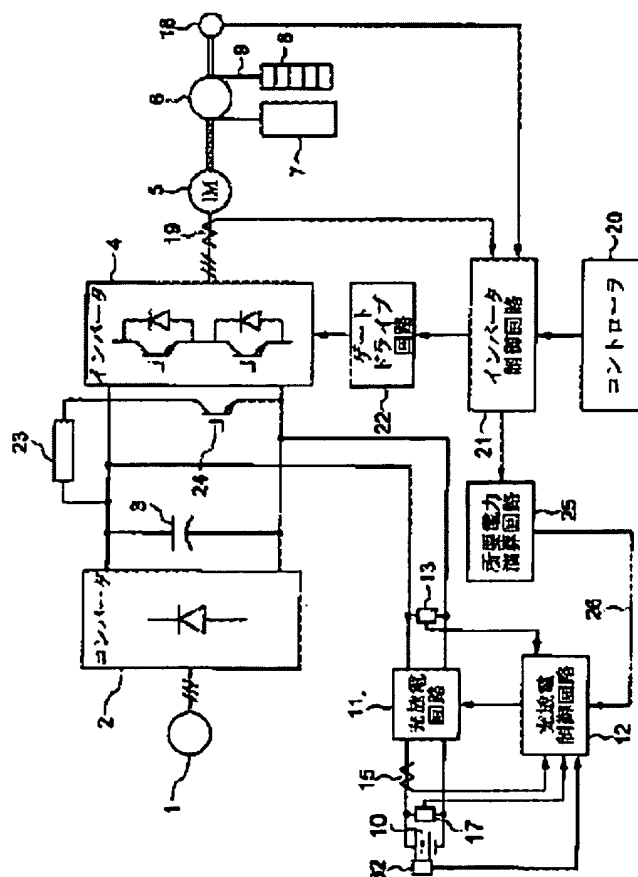 18
9
8
6
7
5
IM
19
4
インバータ
23
24
3
コンバータ
2
1
ゲート
ドライブ
回路
22
インバータ
制御回路
21
コントローラ
20
所要電力
演算回路
25
26
13
充放電
回路
11
充放電
制御回路
12
15
10
17
32